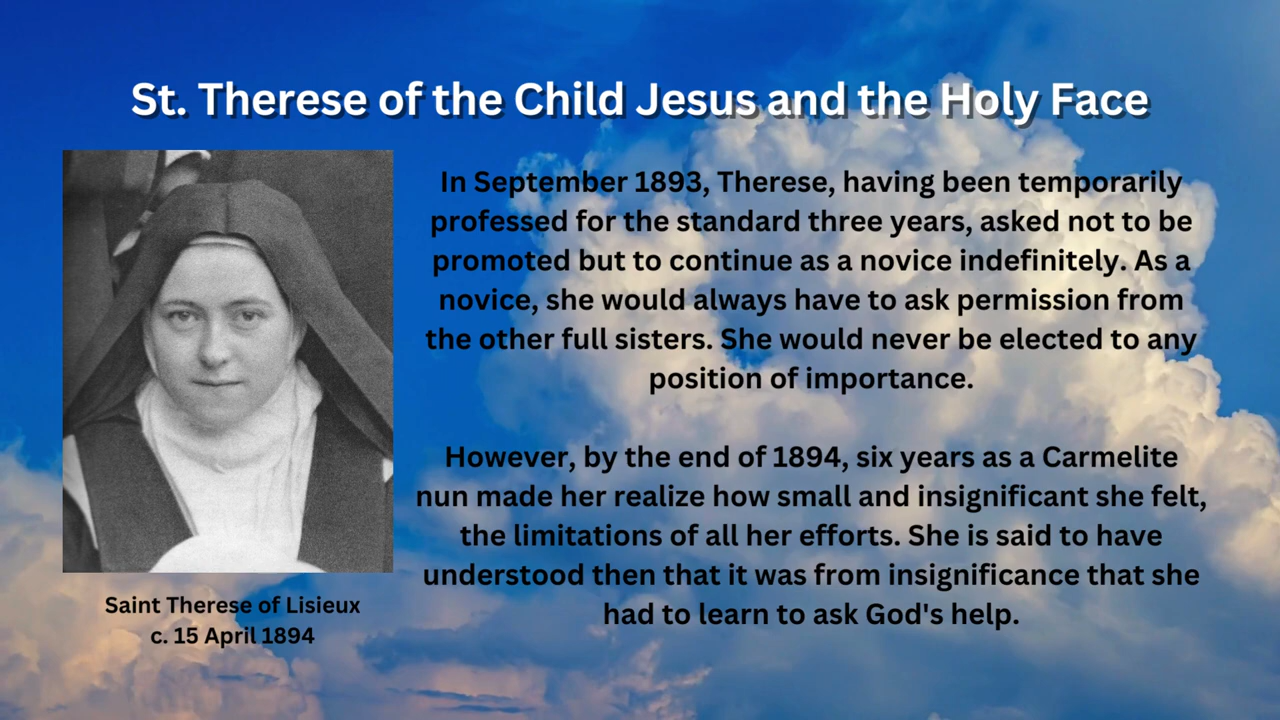 St. Therese of the Child Jesus and the Holy Face
In September 1893, Therese, having been temporarily
professed for the standard three years, asked not to be
promoted but to continue as a novice indefinitely. As a
novice, she would always have to ask permission from
the other full sisters. She would never be elected to any
position of importance.
However, by the end of 1894, six years as a Carmelite
nun made her realize how small and insignificant she felt,
the limitations of all her efforts. She is said to have
understood then that it was from insignificance that she
had to learn to ask God's help.
Saint Therese of Lisieux
c. 15 April 1894